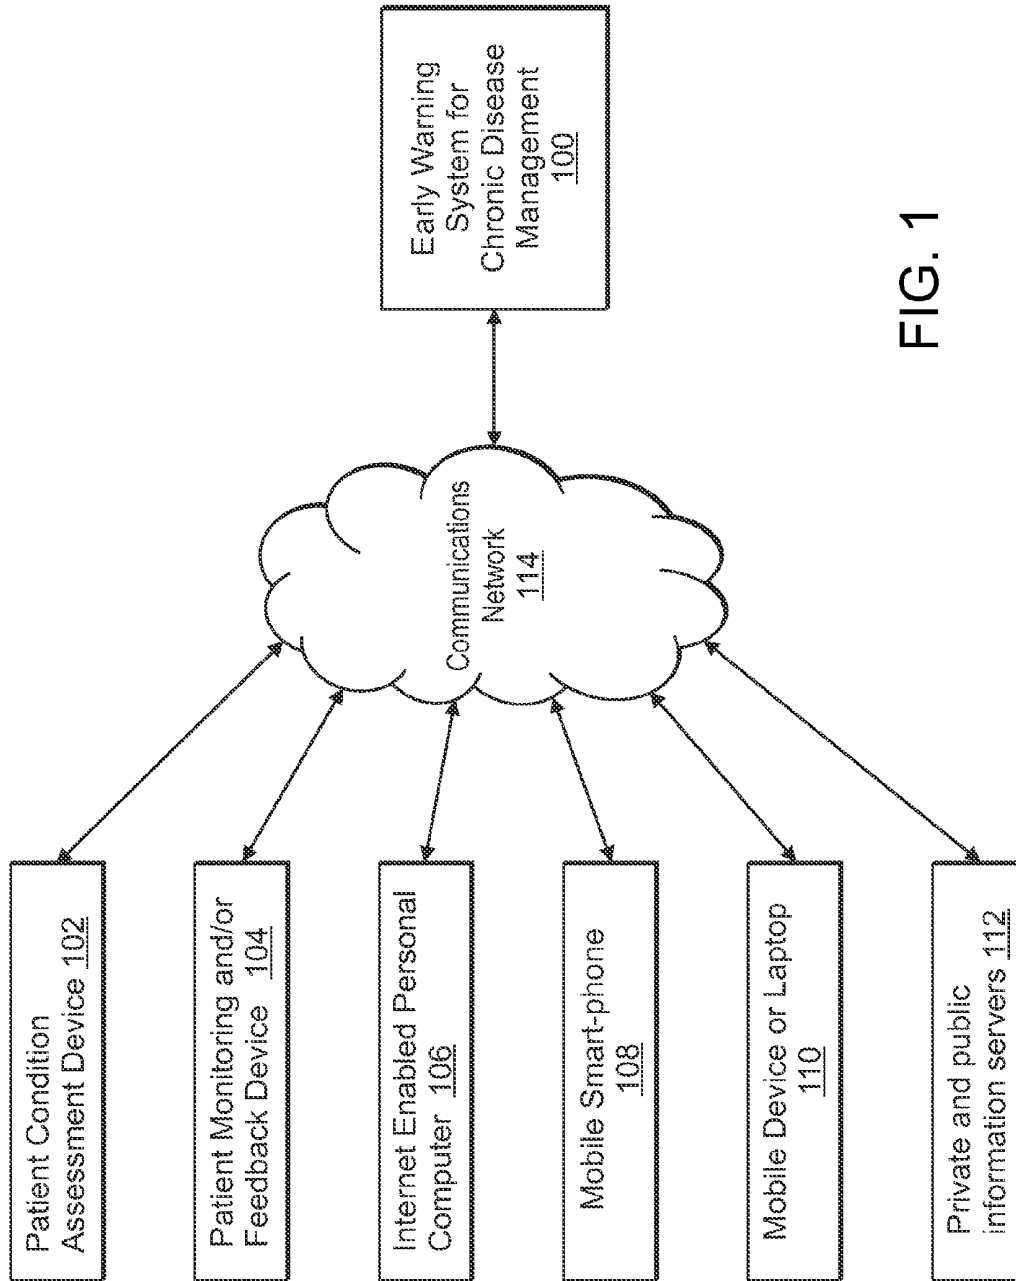 Patient Condition
Assessment Device 102
Patient Monitoring and/or
Feedback Device 104
Internet Enabled Personal
Computer 106
Mobile Smart-phone
108
Mobile Device or Laptop
110
Private and public
information servers 112
Communications
Network
114
Early Warning
System for
Chronic Disease
Management
100
FIG. 1